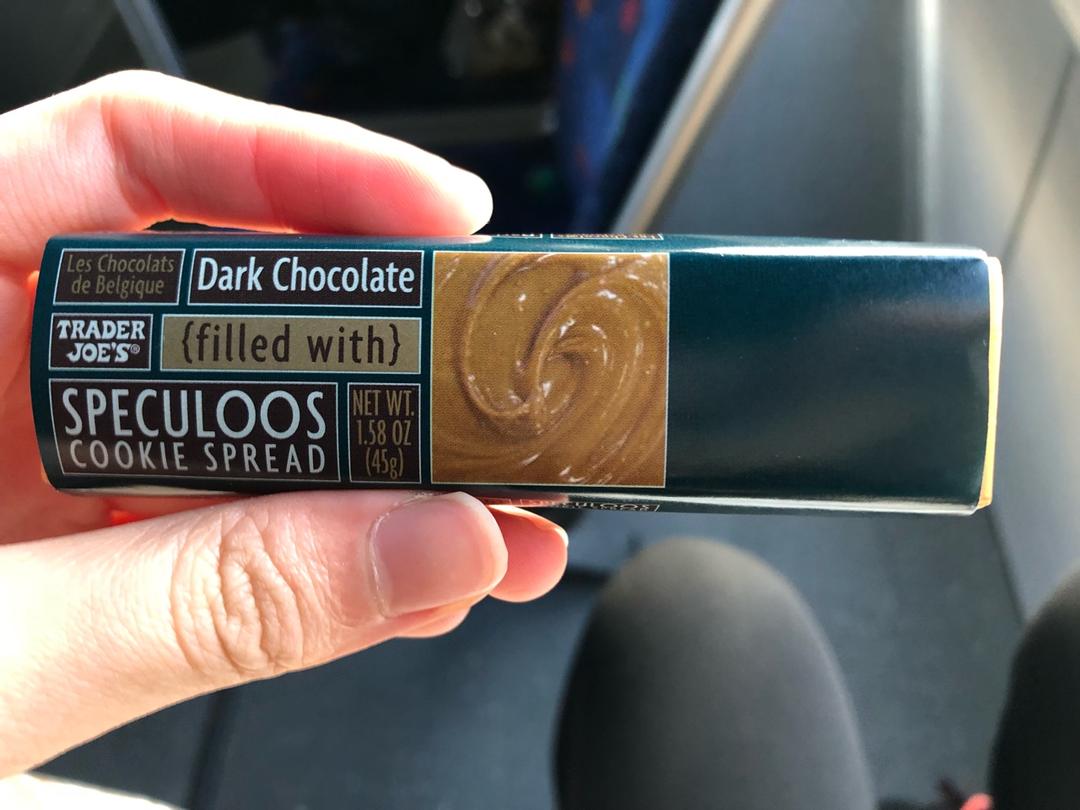 Les Chocolats
de Belgique
Dark Chocolate
TRADER
JOE'S®
{filled with}
SPECULOOS
COOKIE SPREAD
NET WT.
1.58 OZ
(45g)